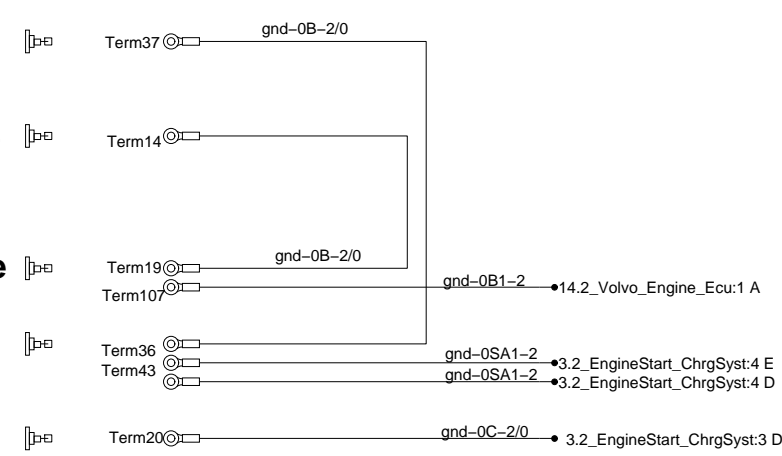 gnd−0B−2/0
Term37
Term14
gnd−0B−2/0
e
Term19
Term107
gnd−0B1−2
14.2_Volvo_Engine_Ecu:1 A
Term36
gnd−0SA1−2
3.2_EngineStart_ChrgSyst:4 E
Term43
gnd−0SA1−2
3.2_EngineStart_ChrgSyst:4 D
Term20
gnd−0C−2/0
3.2_EngineStart_ChrgSyst:3 D